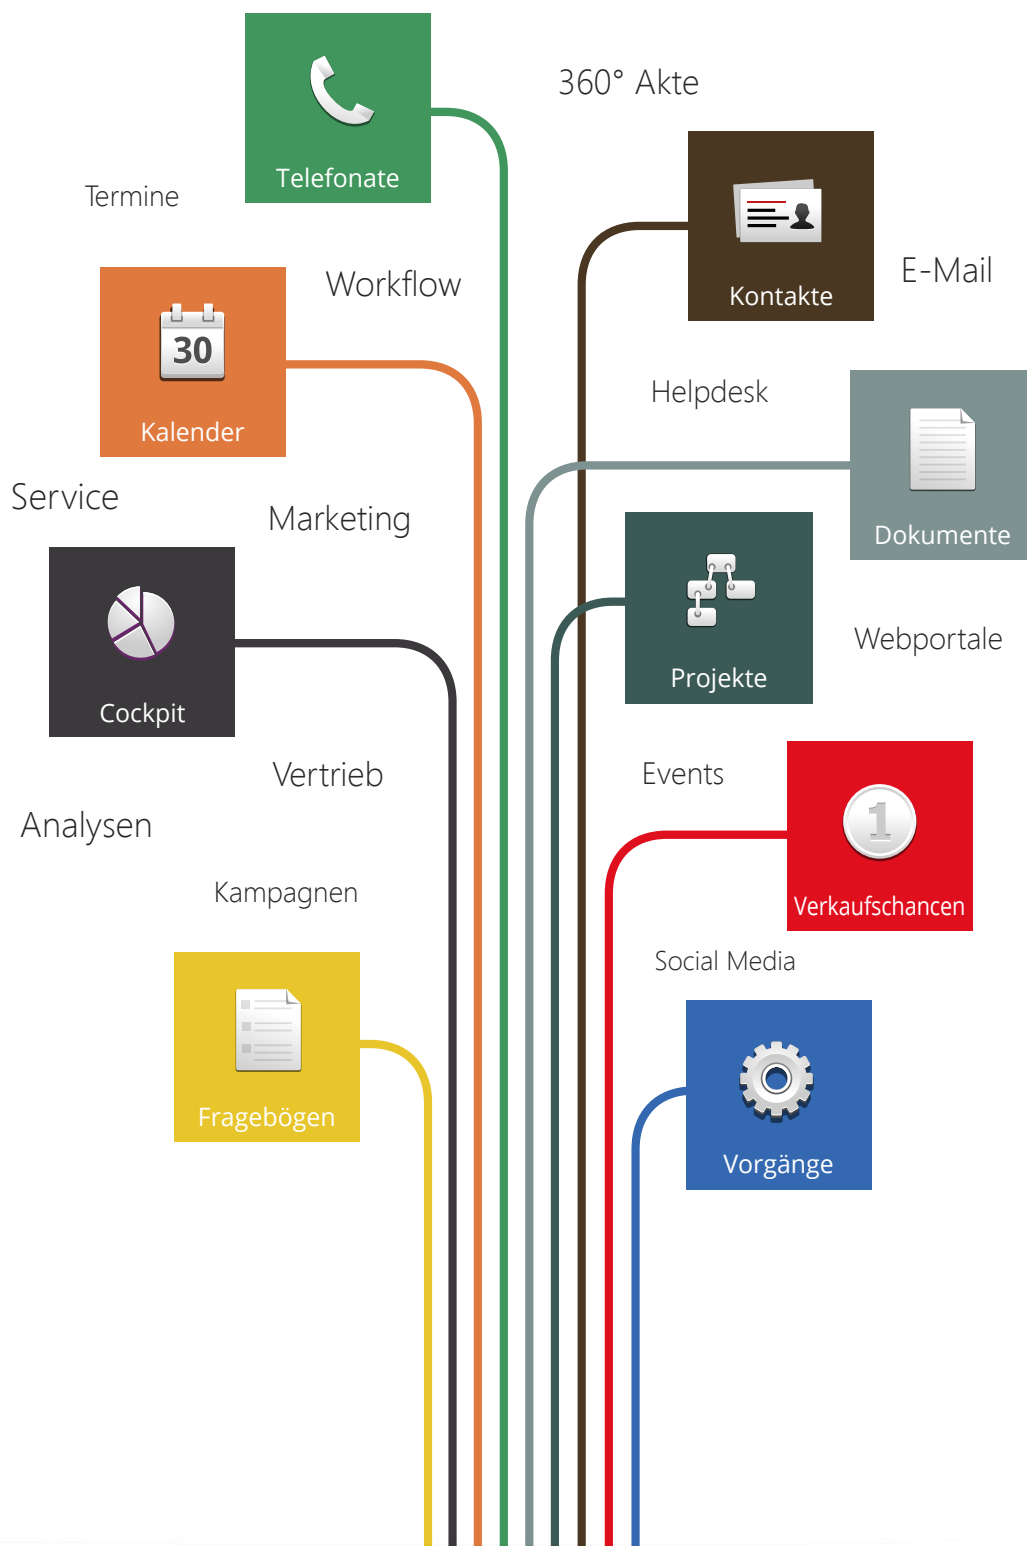 360° Akte
Telefonate
Termine
Workflow
E-Mail
Kontakte
30
Kalender
Helpdesk
Service
Marketing
Dokumente
Webportale
Projekte
Cockpit
Vertrieb
Events
Analysen
1
Kampagnen
Verkaufschancen
Social Media
Fragebögen
Vorgänge